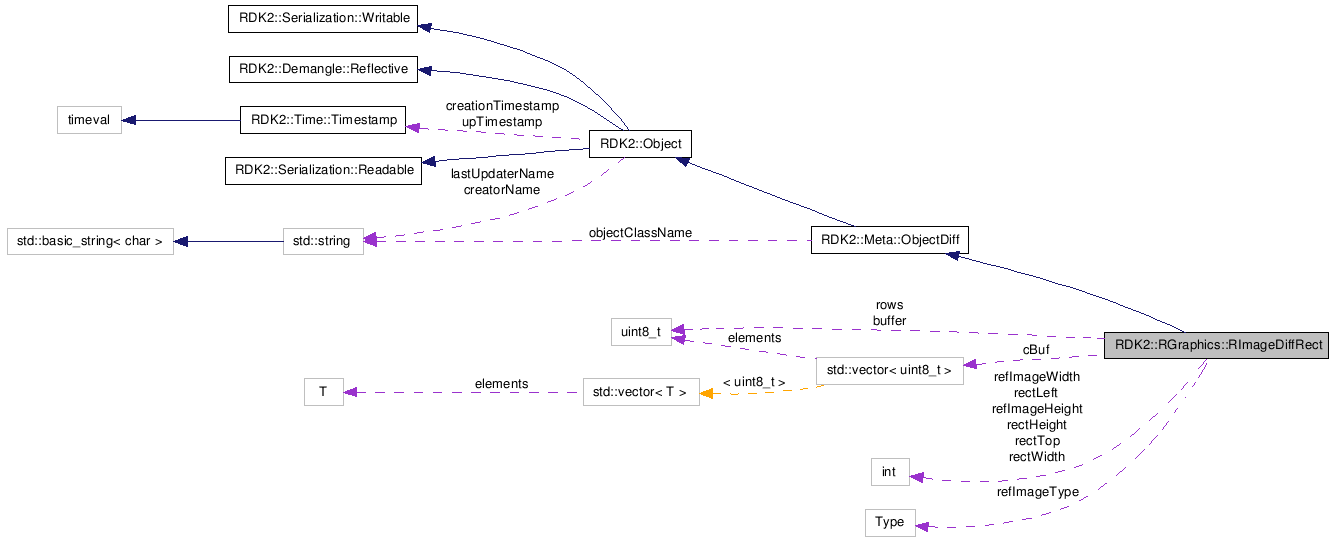 RDK2::Serialization::Writable
RDK2::Demangle::Reflective
timeval
RDK2::Time::Timestamp
creationTimestamp
upTimestamp
RDK2::Object
RDK2::Serialization::Readable
lastUpdaterName
creatorName
std::basic_string< char >
std::string
objectClassName
RDK2::Meta::ObjectDiff
rows
buffer
uint8_t
elements
cBuf
RDK2::RGraphics::RImageDiffRect
std::vector< uint8_t >
T
elements
std::vector< T >
< uint8_t >
refImageWidth
rectLeft
refImageHeight
rectHeight
rectTop
rectWidth
int
refImageType
Type